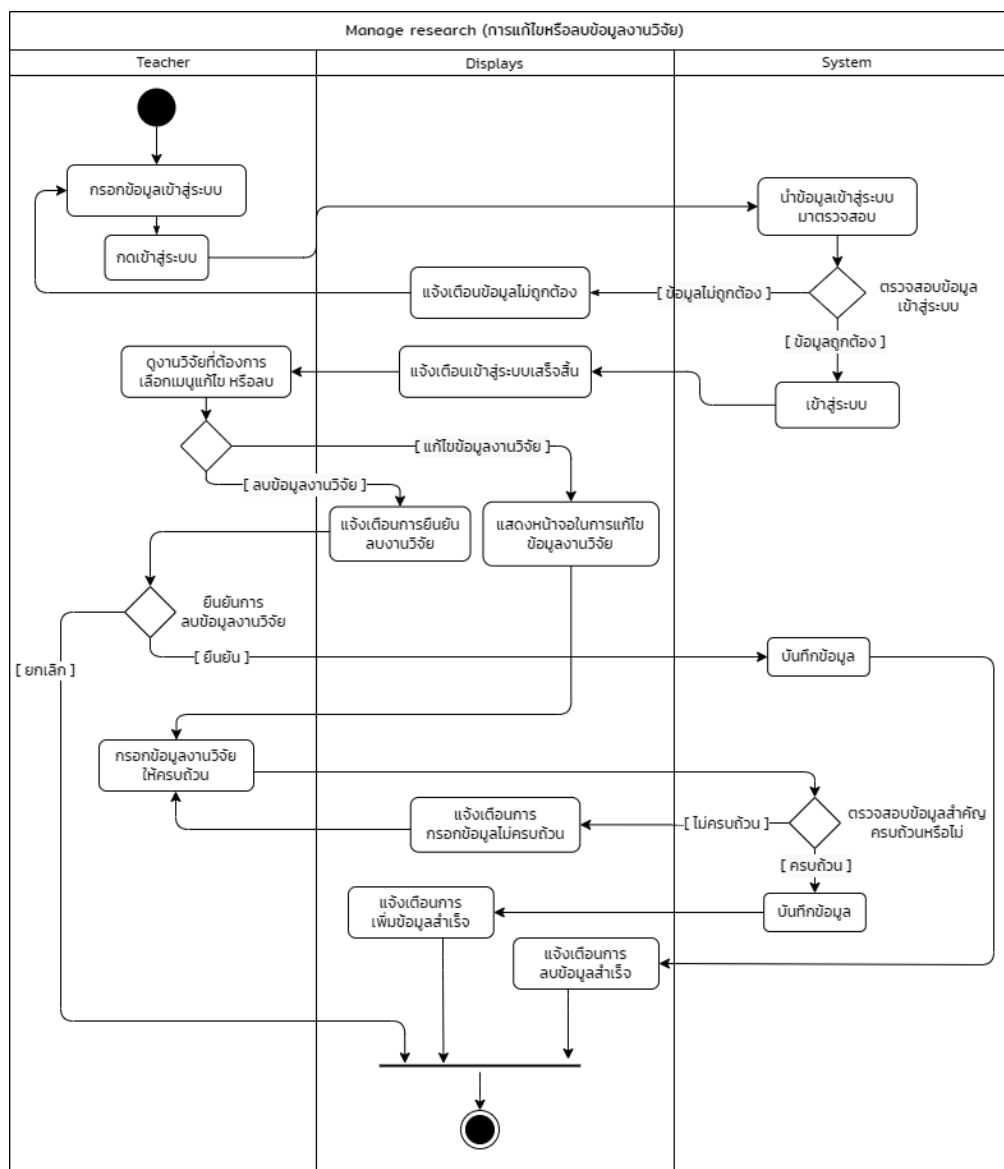 Manage research (การแก้ไขหรือลบข้อมูลงานวิจัย)
Teacher
Displays
System
กรอกข้อมูลเข้าสู่ระบบ
นำข้อมูลเข้าสู่ระบบ
มาตรวจสอบ
กดเข้าสู่ระบบ
แจ้งเตือนข้อมูลไม่ถูกต้อง
[ ข้อมูลไม่ถูกต้อง ]
ตรวจสอบข้อมูล
เข้าสู่ระบบ
[ ข้อมูลถูกต้อง ]
ดูงานวิจัยที่ต้องการ
เลือกเมนูแก้ไข หรือลบ
แจ้งเตือนเข้าสู่ระบบเสร็จสิ้น
เข้าสู่ระบบ
[ แก้ไขข้อมูลงานวิจัย ]
[ ลบข้อมูลงานวิจัย ]
แจ้งเตือนการยืนยัน
ลบงานวิจัย
แสดงหน้าจอในการแก้ไข
ข้อมูลงานวิจัย
ยืนยันการ
ลบข้อมูลงานวิจัย
[ ยืนยัน ]
[ ยกเลิก ]
บันทึกข้อมูล
กรอกข้อมูลงานวิจัย
ให้ครบถ้วน
แจ้งเตือนการ
กรอกข้อมูลไม่ครบถ้วน
[ ไม่ครบถ้วน ]
ตรวจสอบข้อมูลสำคัญ
ครบถ้วนหรือไม่
[ ครบถ้วน ]
แจ้งเตือนการ
เพิ่มข้อมูลสำเร็จ
บันทึกข้อมูล
แจ้งเตือนการ
ลบข้อมูลสำเร็จ